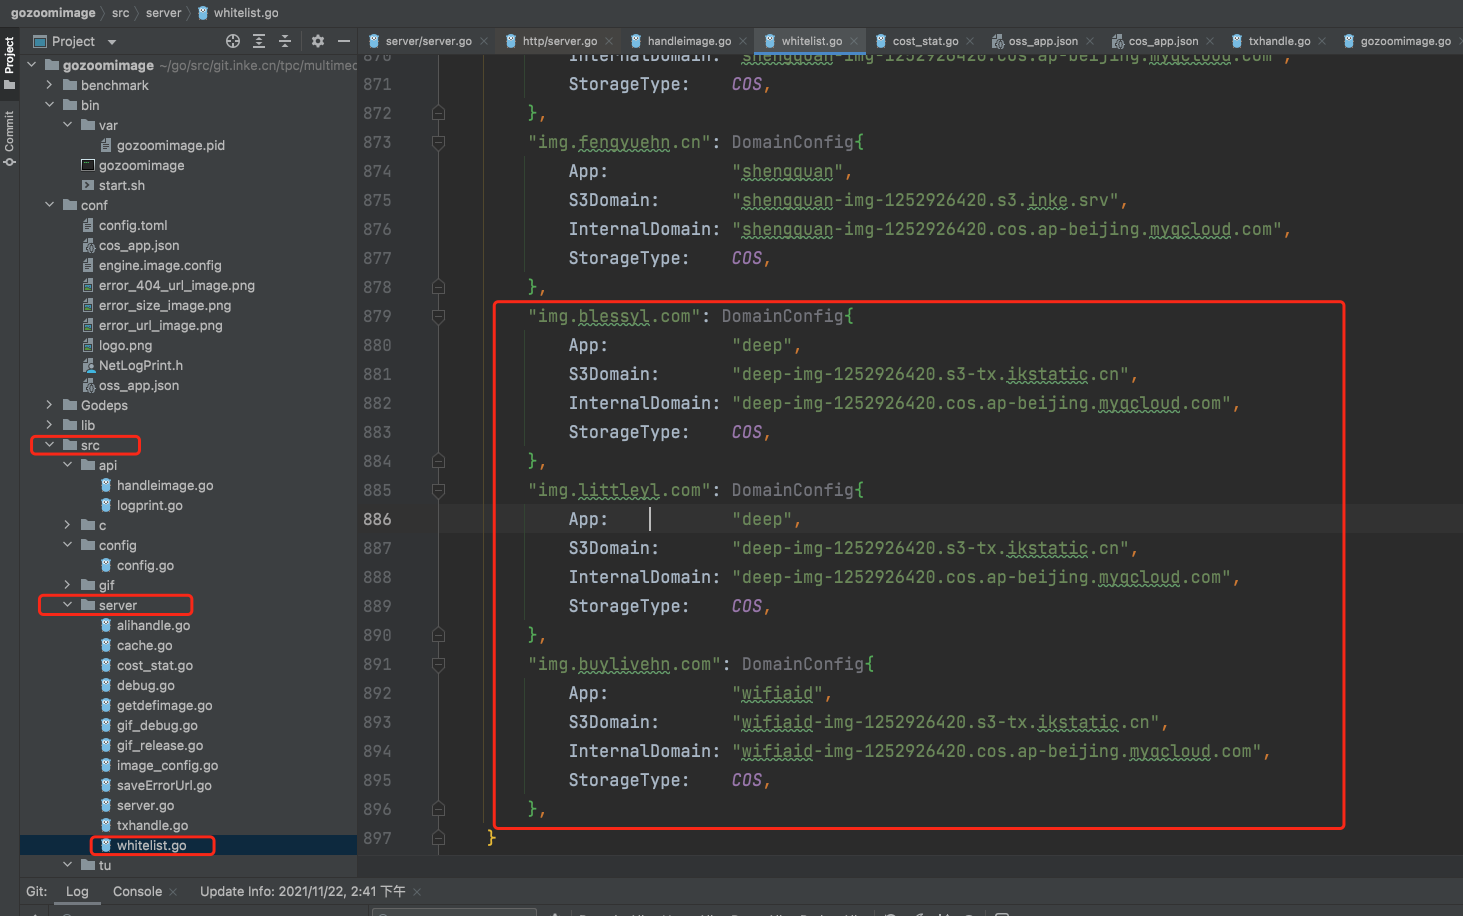 gozoomimage 〉 src 〉 server 〉 whitelist.go
Project
server/server.go
http/server.go
handleimage.go
whitelist.go
cost_stat.go
oss_app.json
cos_app.json
txhandle.go
gozoomimage.go
Project
Commit
gozoomimage ~/go/src/git.inke.cn/tpc/multimed
benchmark
bin
var
gozoomimage.pid
gozoomimage
start.sh
conf
config.toml
cos_app.json
engine.image.config
error_404_url_image.png
error_size_image.png
error_url_image.png
logo.png
NetLogPrint.h
oss_app.json
Godeps
lib
src
api
handleimage.go
logprint.go
c
config
config.go
gif
server
alihandle.go
cache.go
cost_stat.go
debug.go
getdefimage.go
gif_debug.go
gif_release.go
image_config.go
saveErrorUrl.go
server.go
txhandle.go
whitelist.go
tu
870 InternalDomain: "shengquan-img-1252926420.cos.ap-beijing.myqcloud.com",
871 StorageType: COS,
872 },
873 "img.fengyuehn.cn": DomainConfig{
874 App: "shengquan",
875 S3Domain: "shengquan-img-1252926420.s3.inke.srv",
876 InternalDomain: "shengquan-img-1252926420.cos.ap-beijing.myqcloud.com",
877 StorageType: COS,
878 },
879 "img.blessyl.com": DomainConfig{
880 App: "deep",
881 S3Domain: "deep-img-1252926420.s3-tx.ikstatic.cn",
882 InternalDomain: "deep-img-1252926420.cos.ap-beijing.myqcloud.com",
883 StorageType: COS,
884 },
885 "img.littleyl.com": DomainConfig{
886 App: "deep",
887 S3Domain: "deep-img-1252926420.s3-tx.ikstatic.cn",
888 InternalDomain: "deep-img-1252926420.cos.ap-beijing.myqcloud.com",
889 StorageType: COS,
890 },
891 "img.buylivehn.com": DomainConfig{
892 App: "wifiaid",
893 S3Domain: "wifiaid-img-1252926420.s3-tx.ikstatic.cn",
894 InternalDomain: "wifiaid-img-1252926420.cos.ap-beijing.myqcloud.com",
895 StorageType: COS,
896 },
897 }
Git: Log Console Update Info: 2021/11/22, 2:41 下午